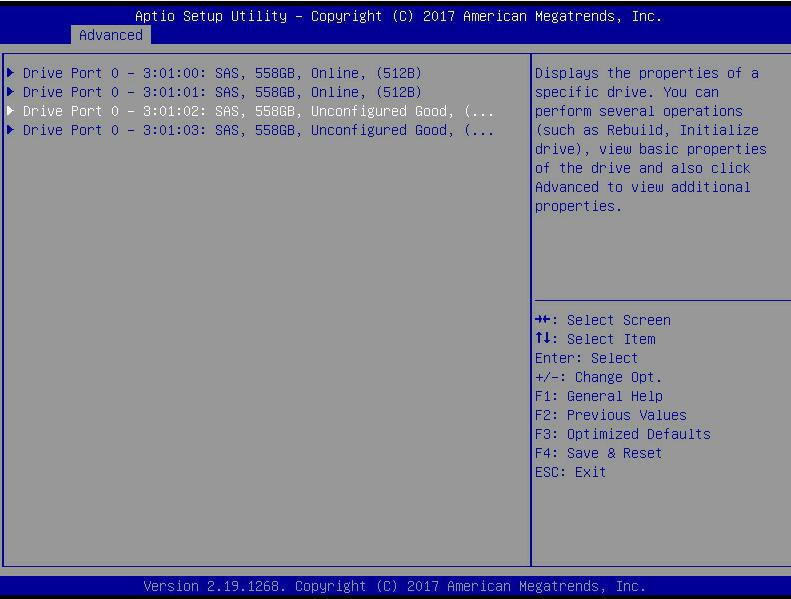 Aptio Setup Utility – Copyright (C) 2017 American Megatrends, Inc.
Advanced
Drive Port 0 – 3:01:00: SAS, 558GB, Online, (512B)
Drive Port 0 – 3:01:01: SAS, 558GB, Online, (512B)
Drive Port 0 – 3:01:02: SAS, 558GB, Unconfigured Good, (...
Drive Port 0 – 3:01:03: SAS, 558GB, Unconfigured Good, (...
Displays the properties of a
specific drive. You can
perform several operations
(such as Rebuild, Initialize
drive), view basic properties
of the drive and also click
Advanced to view additional
properties.
→←: Select Screen
↑↓: Select Item
Enter: Select
+/-: Change Opt.
F1: General Help
F2: Previous Values
F3: Optimized Defaults
F4: Save & Reset
ESC: Exit
Version 2.19.1268. Copyright (C) 2017 American Megatrends, Inc.